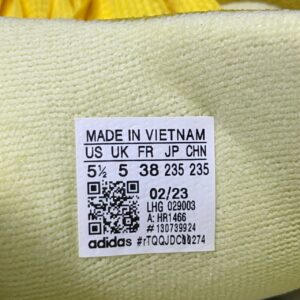 MADE IN VIETNAM
US UK FR JP CHN
5½ 5 38 235 235
02/23
LHG 029003
A: HR1466
# 130739924
adidas